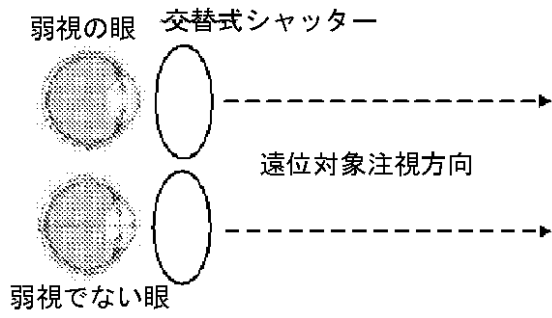 弱視の眼
交替式シャッター
遠位対象注視方向
弱視でない眼